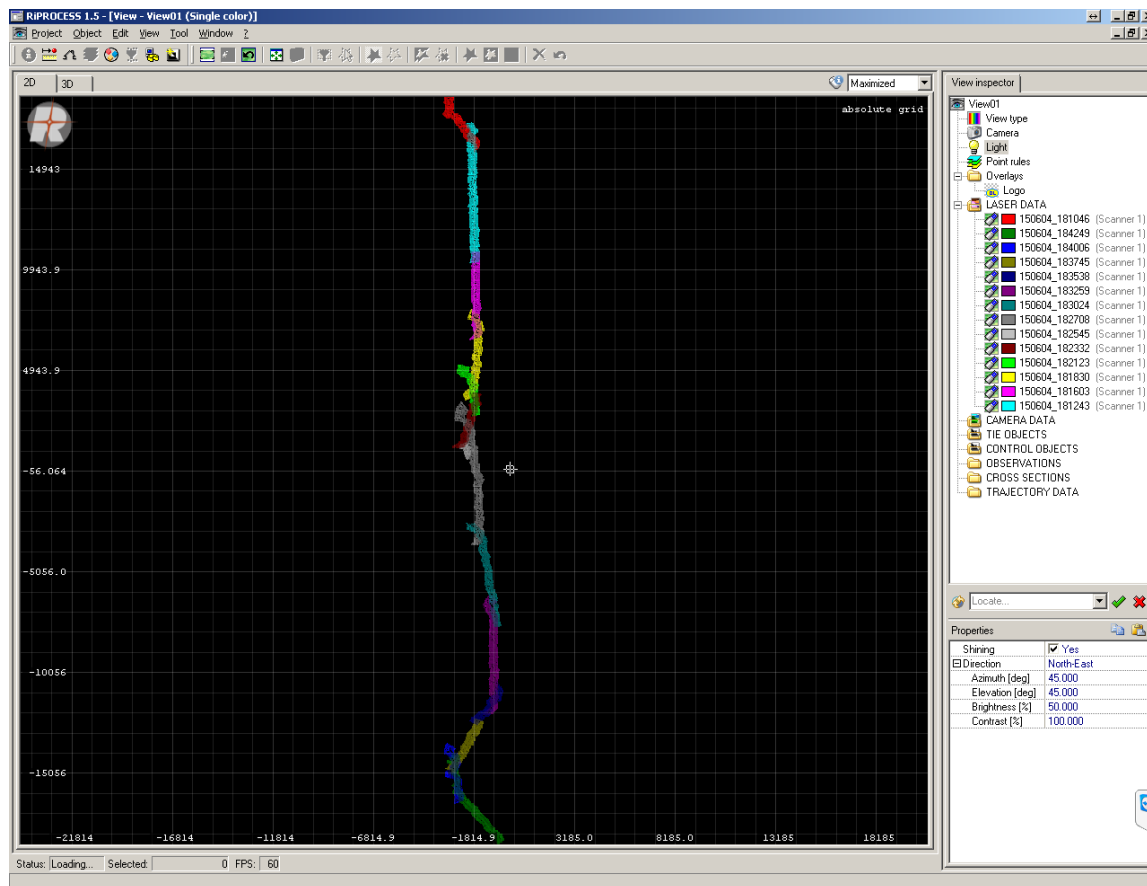 RiPROCESS 1.5 - [View - View01 (Single color)]
Project Object Edit View Tool Window ?
2D 3D Maximized
absolute grid
14943
9943.9
4943.9
-56.064
-5056.0
-10056
-15056
-21814 -16814 -11814 -6814.9 -1814.9 3185.0 8185.0 13185 18185
Status: Loading... Selected: 0 FPS: 60
View inspector
View01
View type
Camera
Light
Point rules
Overlays
Logo
LASER DATA
150604_181046 (Scanner 1)
150604_184249 (Scanner 1)
150604_184006 (Scanner 1)
150604_183745 (Scanner 1)
150604_183538 (Scanner 1)
150604_183259 (Scanner 1)
150604_183024 (Scanner 1)
150604_182708 (Scanner 1)
150604_182545 (Scanner 1)
150604_182332 (Scanner 1)
150604_182123 (Scanner 1)
150604_181830 (Scanner 1)
150604_181603 (Scanner 1)
150604_181243 (Scanner 1)
CAMERA DATA
TIE OBJECTS
CONTROL OBJECTS
OBSERVATIONS
CROSS SECTIONS
TRAJECTORY DATA
Locate...
Properties
Shining Yes
Direction North-East
Azimuth [deg] 45.000
Elevation [deg] 45.000
Brightness [%] 50.000
Contrast [%] 100.000